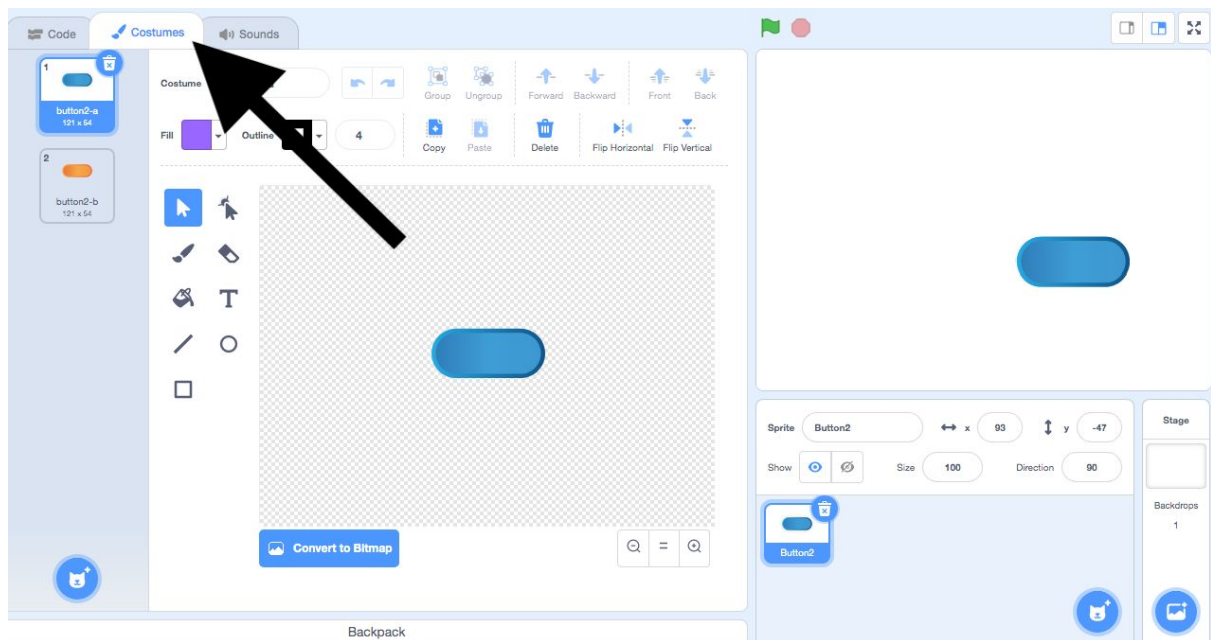 Code Costumes Sounds
1
button2-a
121 x 54
2
button2-b
121 x 54
Costume
Group Ungroup Forward Backward Front Back
Fill Outline 4
Copy Paste Delete Flip Horizontal Flip Vertical
T
Convert to Bitmap
=
Backpack
Sprite Button2 x 93 y -47
Show Size 100 Direction 90
Button2
Stage
Backdrops
1